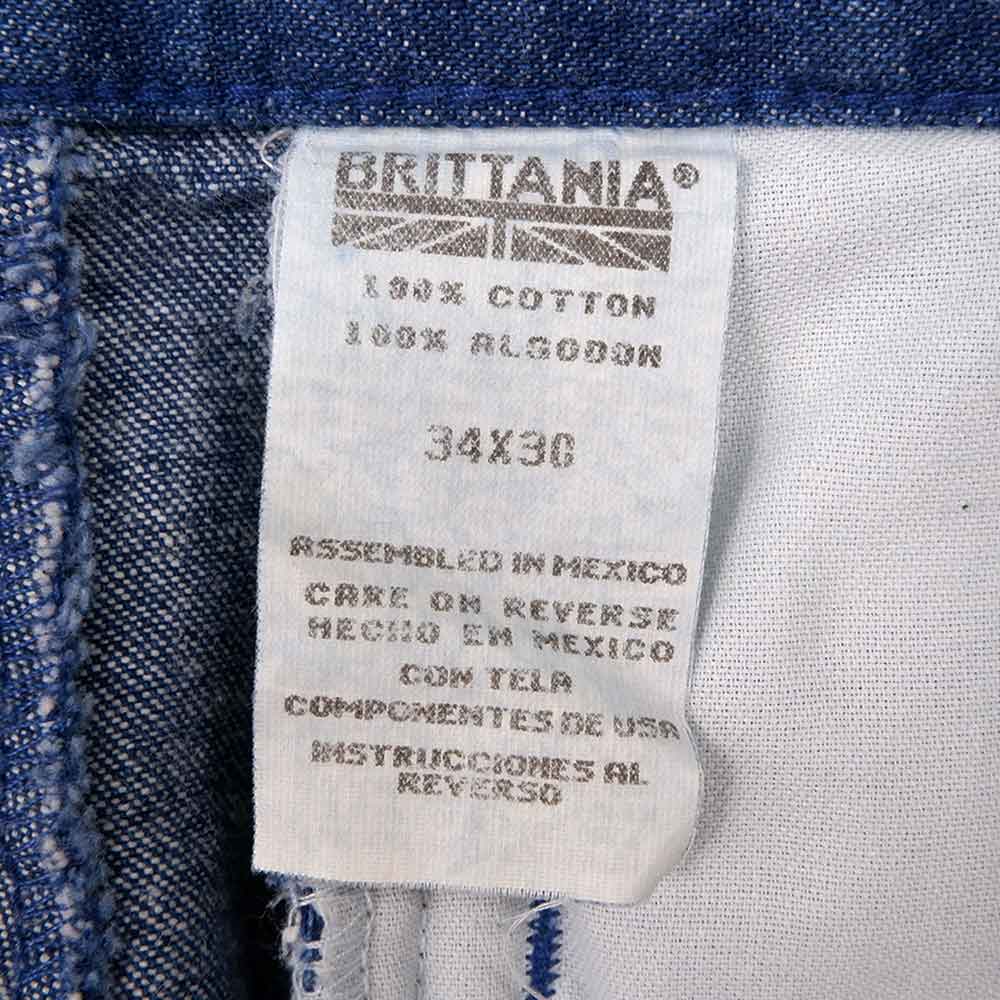 BRITTANIA®
100% COTTON
100% ALGODON
34X30
ASSEMBLED IN MEXICO
CARE ON REVERSE
HECHO EN MEXICO
CON TELA
COMPONENTES DE USA
INSTRUCCIONES AL
REVERSO